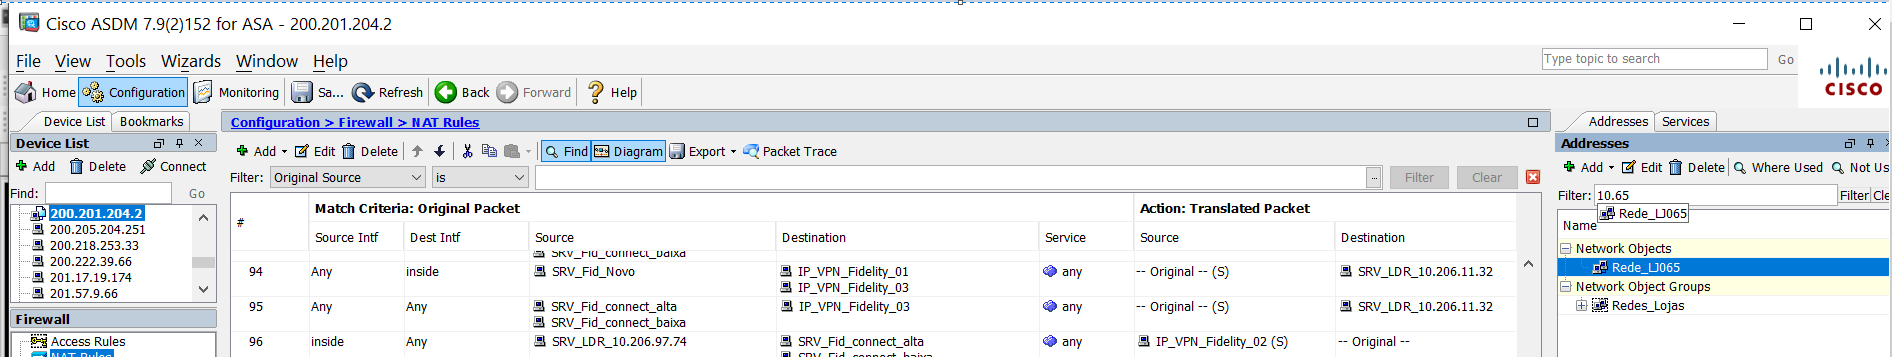 Cisco ASDM 7.9(2)152 for ASA - 200.201.204.2
File View Tools Wizards Window Help
Type topic to search Go
CISCO
Home Configuration Monitoring Sa... Refresh Back Forward Help
Device List Bookmarks
Device List
Add Delete Connect
Find: Go
200.201.204.2
200.205.204.251
200.218.253.33
200.222.39.66
201.17.19.174
201.57.9.66
Firewall
Access Rules
NAT Rules
Configuration > Firewall > NAT Rules
Add Edit Delete Find Diagram Export Packet Trace
Filter: Original Source is ... Filter Clear
# Match Criteria: Original Packet Action: Translated Packet
Source Intf Dest Intf Source Destination Service Source Destination
SRV_Fid_connect_baixa
94 Any inside SRV_Fid_Novo IP_VPN_Fidelity_01 any -- Original -- (S) SRV_LDR_10.206.11.32
IP_VPN_Fidelity_03
95 Any Any SRV_Fid_connect_alta IP_VPN_Fidelity_03 any -- Original -- (S) SRV_LDR_10.206.11.32
SRV_Fid_connect_baixa
96 inside Any SRV_LDR_10.206.97.74 SRV_Fid_connect_alta any IP_VPN_Fidelity_02 (S) -- Original --
SRV_Fid_connect_baixa
Addresses Services
Addresses
Add Edit Delete Where Used Not Us
Filter: 10.65 Filter Cle
Rede_LJ065
Name
Network Objects
Rede_LJ065
Network Object Groups
Redes_Lojas